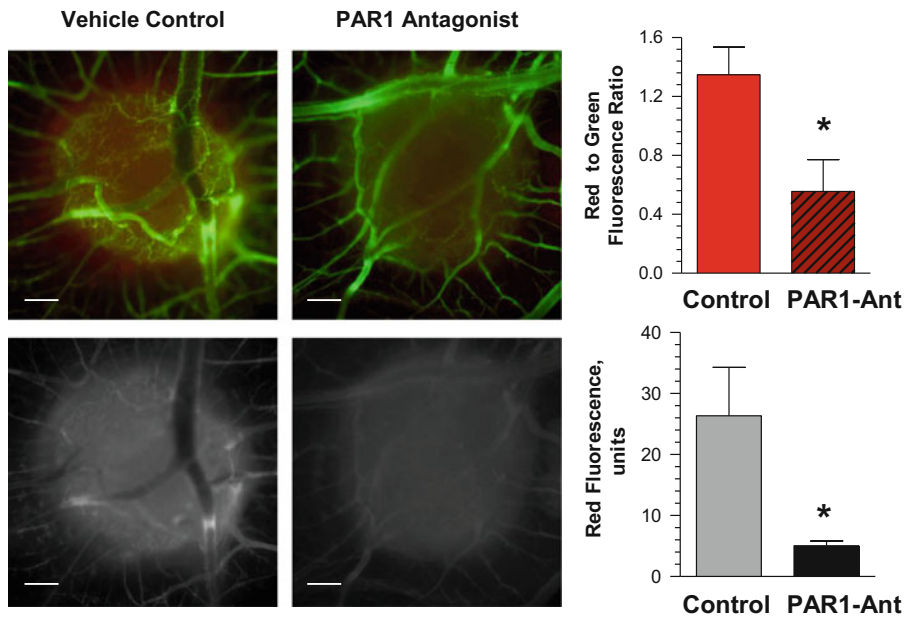 Vehicle Control
PAR1 Antagonist
Red to Green
Fluorescence Ratio
1.6
1.2
0.8
0.4
0.0
*
Control
PAR1-Ant
Red Fluorescence,
units
40
30
20
10
0
*
Control
PAR1-Ant